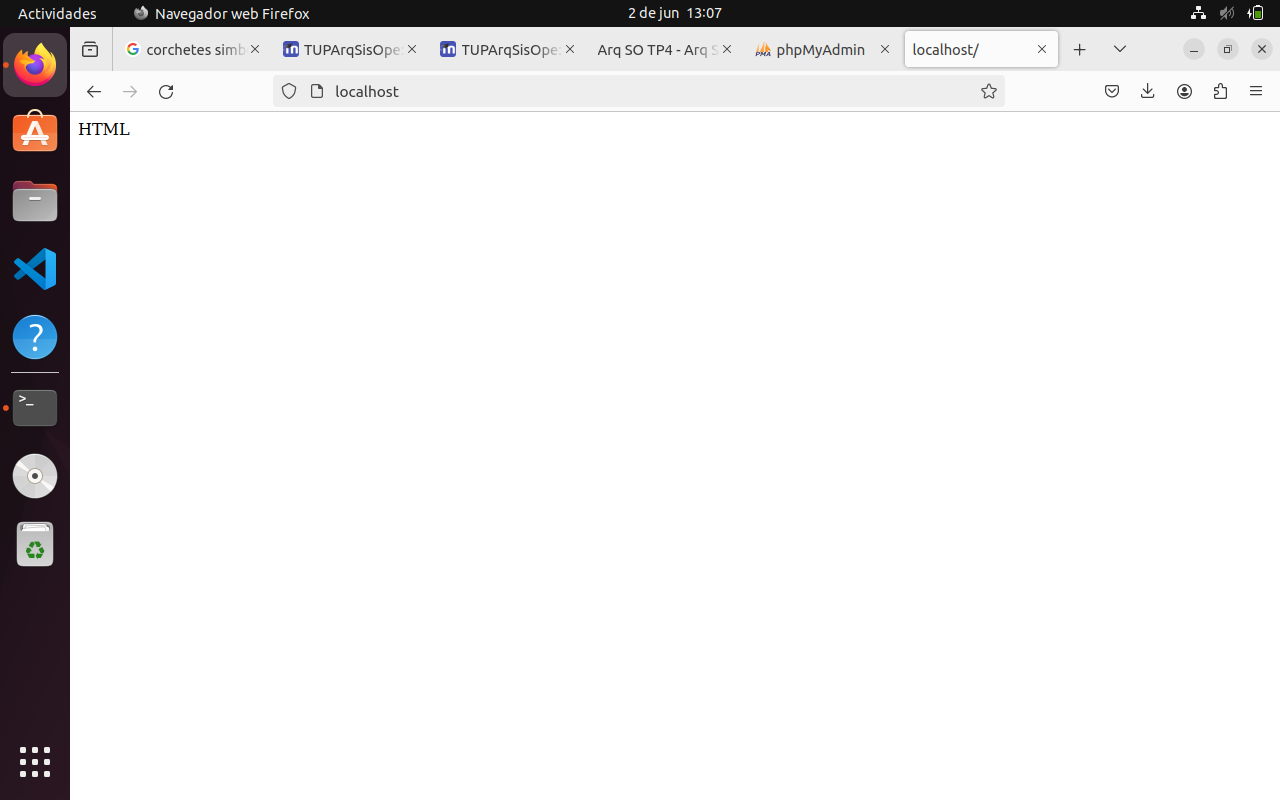 Actividades
Navegador web Firefox
2 de jun 13:07
corchetes simb
TUPArqSisOpe
TUPArqSisOpe
Arq SO TP4 - Arq S
PMA
phpMyAdmin
localhost/
localhost
HTML
>_